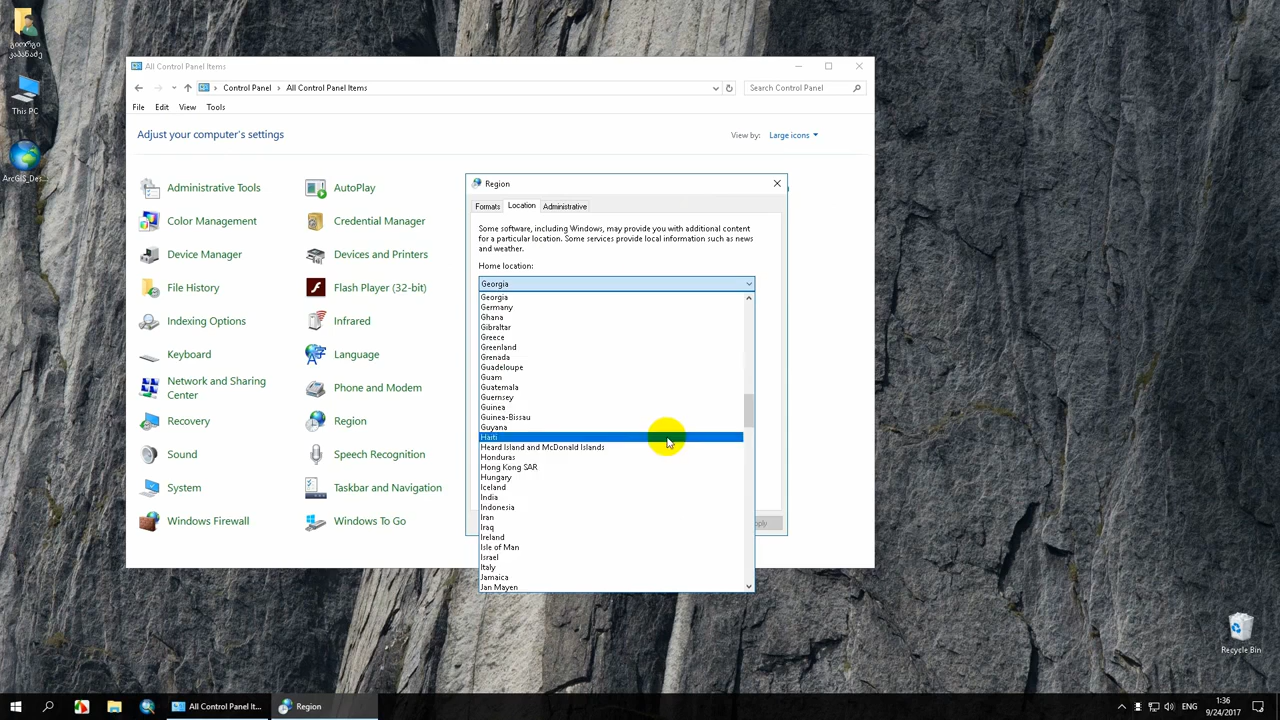 გიორგი
კაპანაძე
This PC
ArcGIS_Des...
All Control Panel Items
Control Panel > All Control Panel Items
Search Control Panel
File Edit View Tools
Adjust your computer's settings
View by: Large icons
Administrative Tools
AutoPlay
Color Management
Credential Manager
Device Manager
Devices and Printers
File History
Flash Player (32-bit)
Indexing Options
Infrared
Keyboard
Language
Network and Sharing
Center
Phone and Modem
Recovery
Region
Sound
Speech Recognition
System
Taskbar and Navigation
Windows Firewall
Windows To Go
Region
Formats Location Administrative
Some software, including Windows, may provide you with additional content
for a particular location. Some services provide local information such as news
and weather.
Home location:
Georgia
Georgia
Germany
Ghana
Gibraltar
Greece
Greenland
Grenada
Guadeloupe
Guam
Guatemala
Guernsey
Guinea
Guinea-Bissau
Guyana
Haiti
Heard Island and McDonald Islands
Honduras
Hong Kong SAR
Hungary
Iceland
India
Indonesia
Iran
Iraq
Ireland
Isle of Man
Israel
Italy
Jamaica
Jan Mayen
Recycle Bin
All Control Panel It...
Region
ENG
1:36
9/24/2017